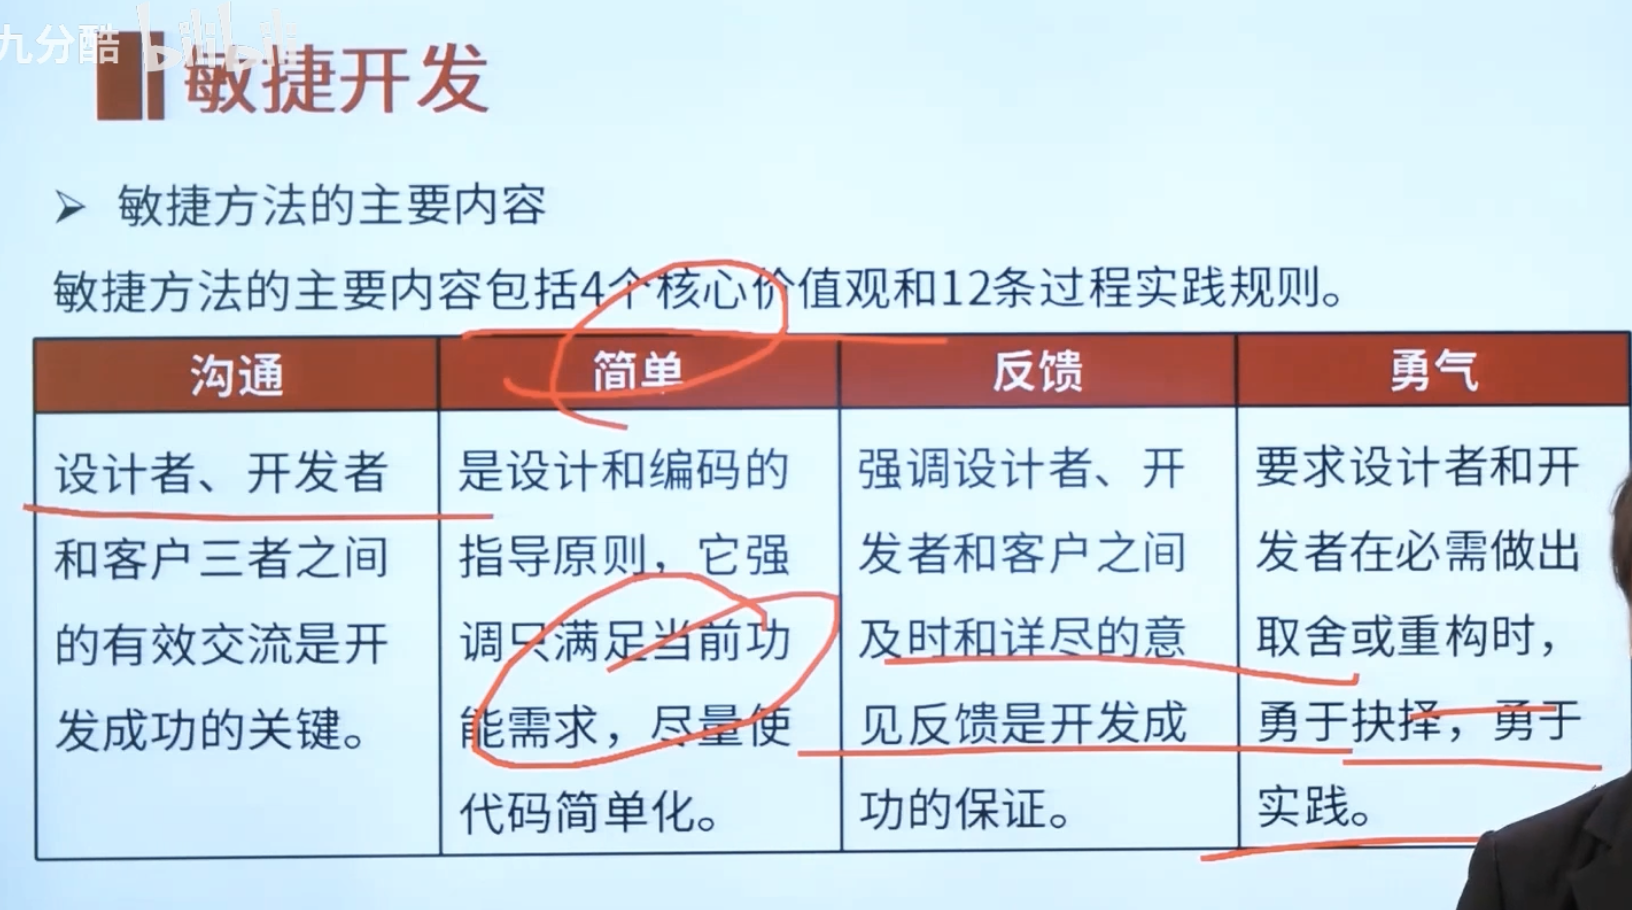 九分酷 bilibili
敏捷开发
➢ 敏捷方法的主要内容
敏捷方法的主要内容包括4个核心价值观和12条过程实践规则。
沟通 简单 反馈 勇气
设计者、开发者
和客户三者之间
的有效交流是开
发成功的关键。
是设计和编码的
指导原则，它强
调只满足当前功
能需求，尽量使
代码简单化。
强调设计者、开
发者和客户之间
及时和详尽的意
见反馈是开发成
功的保证。
要求设计者和开
发者在必需做出
取舍或重构时，
勇于抉择，勇于
实践。